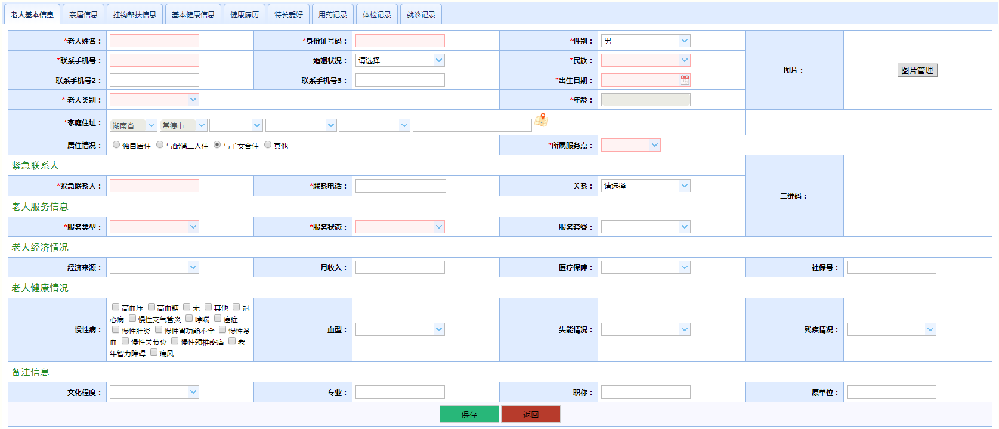 老人基本信息 亲属信息 挂钩帮扶信息 基本健康信息 健康履历 特长爱好 用药记录 体检记录 就诊记录
*老人姓名： *身份证号码： *性别： 男
*联系手机号： 婚姻状况： 请选择 *民族：
图片： 图片管理
联系手机号2： 联系手机号3： *出生日期：
* 老人类别： *年龄：
*家庭住址： 湖南省 常德市
居住情况： 独自居住 与配偶二人住 与子女合住 其他 *所属服务点：
紧急联系人
*紧急联系人： *联系电话： 关系： 请选择
二维码：
老人服务信息
*服务类型： *服务状态： 服务套餐：
老人经济情况
经济来源： 月收入： 医疗保障： 社保号：
老人健康情况
慢性病： 高血压 高血糖 无 其他 冠
心病 慢性支气管炎 哮喘 癌症
慢性肝炎 慢性肾功能不全 慢性贫
血 慢性关节炎 慢性颈椎疼痛 老
年智力障碍 痛风
血型： 失能情况： 残疾情况：
备注信息
文化程度： 专业： 职称： 原单位：
保存 返回